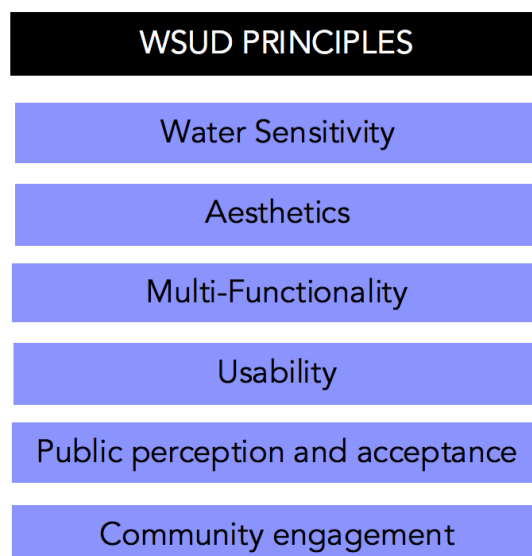 WSUD PRINCIPLES
Water Sensitivity
Aesthetics
Multi-Functionality
Usability
Public perception and acceptance
Community engagement